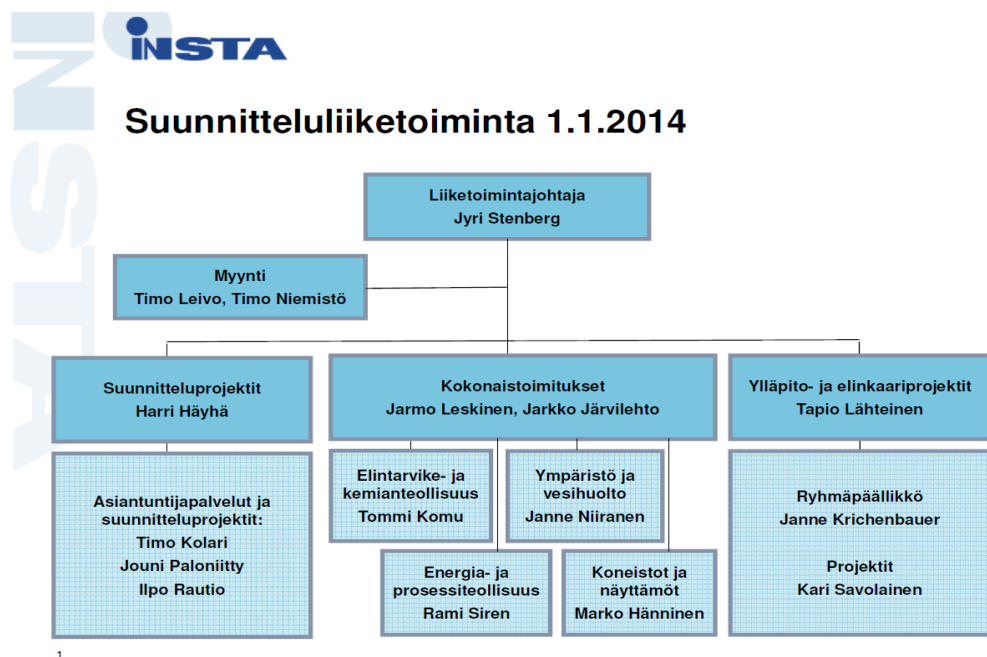 INSTA
INSTA
Suunnitteluliiketoiminta 1.1.2014
Liiketoimintajohtaja
Jyri Stenberg
Myynti
Timo Leivo, Timo Niemistö
Suunnitteluprojektit
Harri Häyhä
Kokonaistoimitukset
Jarmo Leskinen, Jarkko Järvilehto
Ylläpito- ja elinkaariprojektit
Tapio Lähteinen
Asiantuntijapalvelut ja
suunnitteluprojektit:
Timo Kolari
Jouni Paloniitty
Ilpo Rautio
Elintarvike- ja
kemianteollisuus
Tommi Komu
Ympäristö ja
vesihuolto
Janne Niiranen
Energia- ja
prosessiteollisuus
Rami Siren
Koneistot ja
näyttämöt
Marko Hänninen
Ryhmäpäällikkö
Janne Krichenbauer
Projektit
Kari Savolainen
1